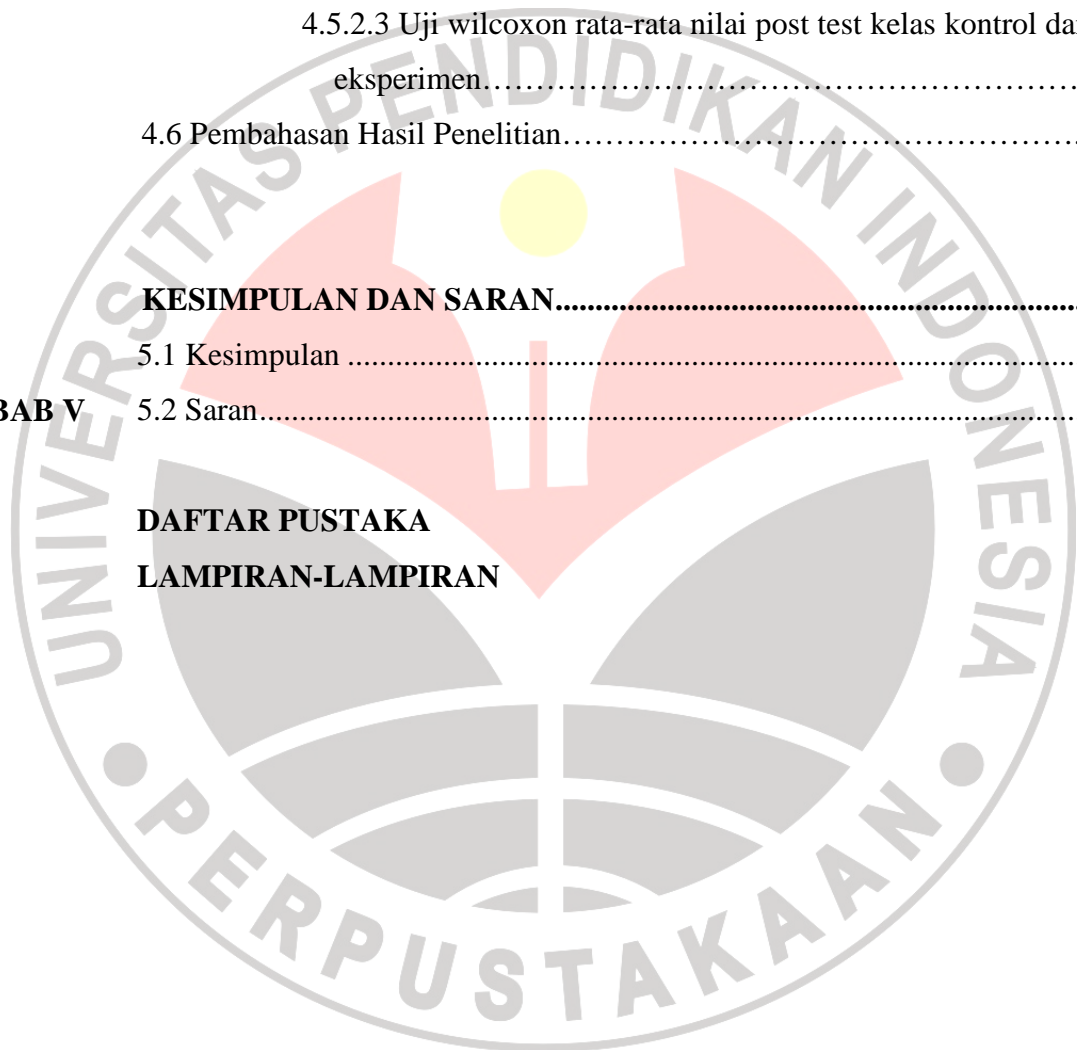 4.5.2.3 Uji wilcoxon rata-rata nilai post test kelas kontrol
eksperimen……………………………………………………
4.6 Pembahasan Hasil Penelitian……………………………………………
KESIMPULAN DAN SARAN..................................................................
5.1 Kesimpulan ..............................................................................................
BAB V 5.2 Saran.........................................................................................................
DAFTAR PUSTAKA
LAMPIRAN-LAMPIRAN
UNIVERSITAS PENDIDIKAN INDONESIA
PERPUSTAKAAN